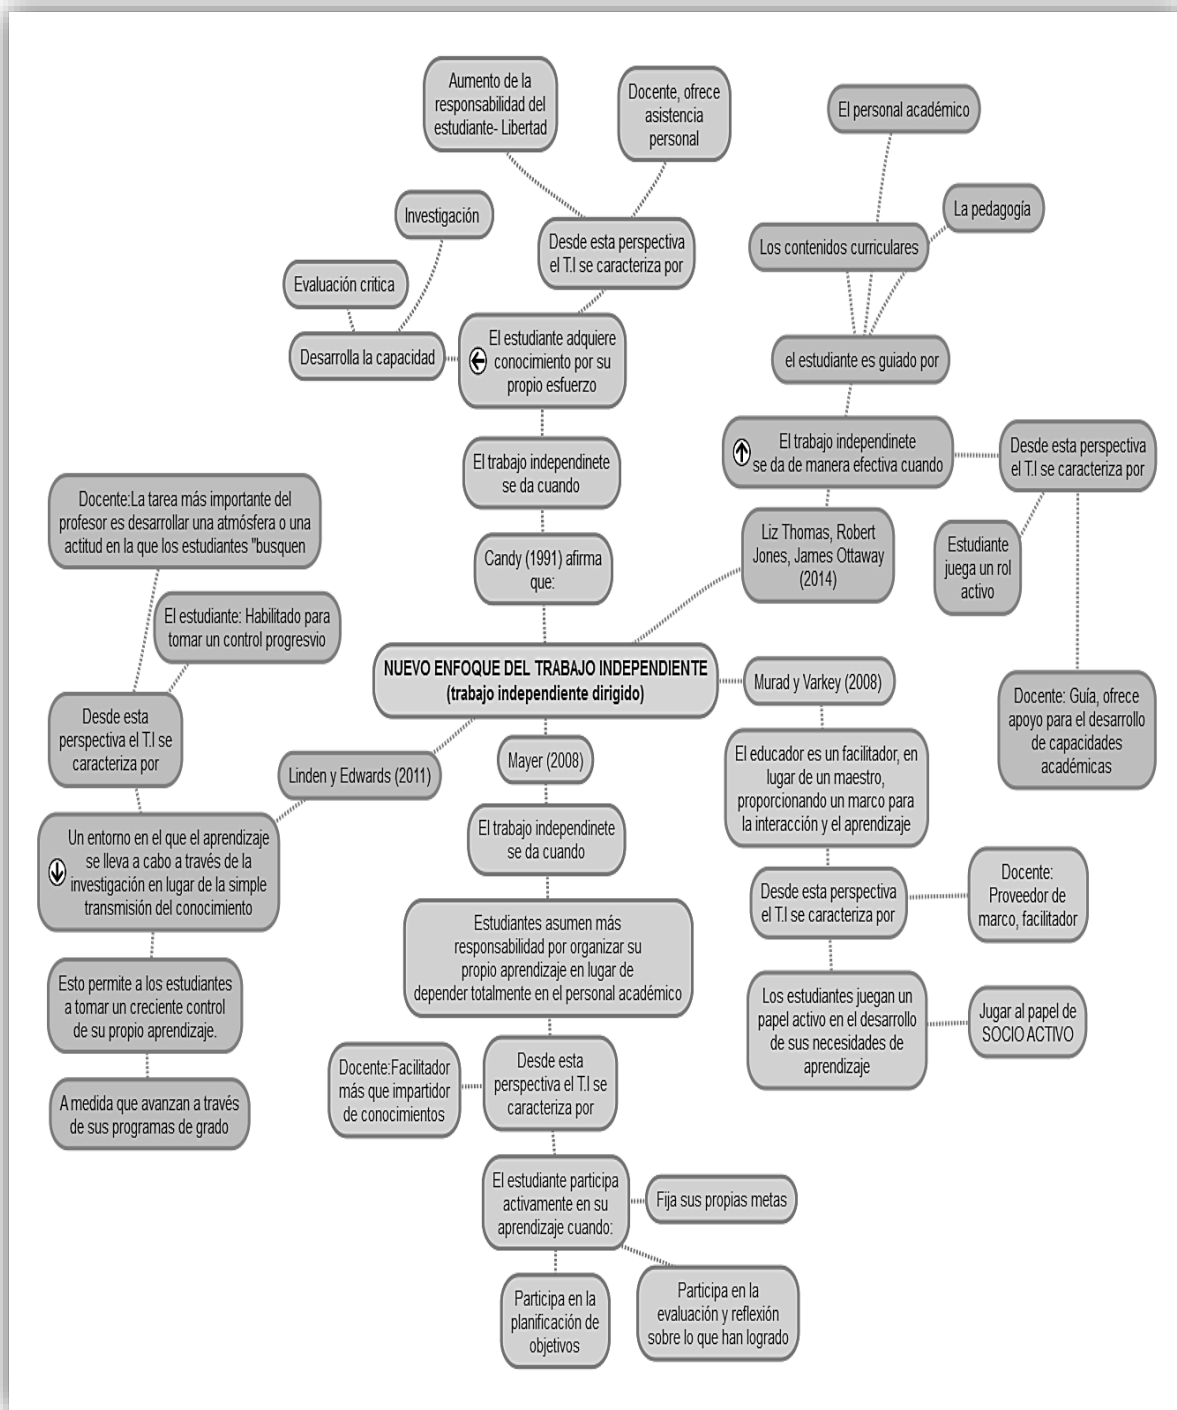 Aumento de la
responsabilidad del
estudiante- Libertad
Docente, ofrece
asistencia
personal
El personal académico
Investigación
La pedagogía
Desde esta perspectiva
el T.I se caracteriza por
Los contenidos curriculares
Evaluación critica
Desarrolla la capacidad
El estudiante adquiere
conocimiento por su
propio esfuerzo
el estudiante es guiado por
El trabajo independinete
se da cuando
El trabajo independinete
se da de manera efectiva cuando
Desde esta perspectiva
el T.I se caracteriza por
Docente:La tarea más importante del
profesor es desarrollar una atmósfera o una
actitud en la que los estudiantes "busquen
Candy (1991) afirma
que:
Liz Thomas, Robert
Jones, James Ottaway
(2014)
Estudiante
juega un rol
activo
El estudiante: Habilitado para
tomar un control progresvio
NUEVO ENFOQUE DEL TRABAJO INDEPENDIENTE
(trabajo independiente dirigido)
Murad y Varkey (2008)
Docente: Guía, ofrece
apoyo para el desarrollo
de capacidades
académicas
Desde esta
perspectiva el T.I se
caracteriza por
Linden y Edwards (2011)
Mayer (2008)
El educador es un facilitador, en
lugar de un maestro,
proporcionando un marco para
la interacción y el aprendizaje
Un entorno en el que el aprendizaje
se lleva a cabo a través de la
investigación en lugar de la simple
transmisión del conocimiento
El trabajo independinete
se da cuando
Desde esta perspectiva
el T.I se caracteriza por
Docente:
Proveedor de
marco, facilitador
Estudiantes asumen más
responsabilidad por organizar su
propio aprendizaje en lugar de
depender totalmente en el personal académico
Esto permite a los estudiantes
a tomar un creciente control
de su propio aprendizaje.
Los estudiantes juegan un
papel activo en el desarrollo
de sus necesidades de
aprendizaje
Jugar al papel de
SOCIO ACTIVO
Docente:Facilitador
más que impartidor
de conocimientos
Desde esta
perspectiva el T.I se
caracteriza por
A medida que avanzan a través
de sus programas de grado
El estudiante participa
activamente en su
aprendizaje cuando:
Fija sus propias metas
Participa en la
planificación de
objetivos
Participa en la
evaluación y reflexión
sobre lo que han logrado